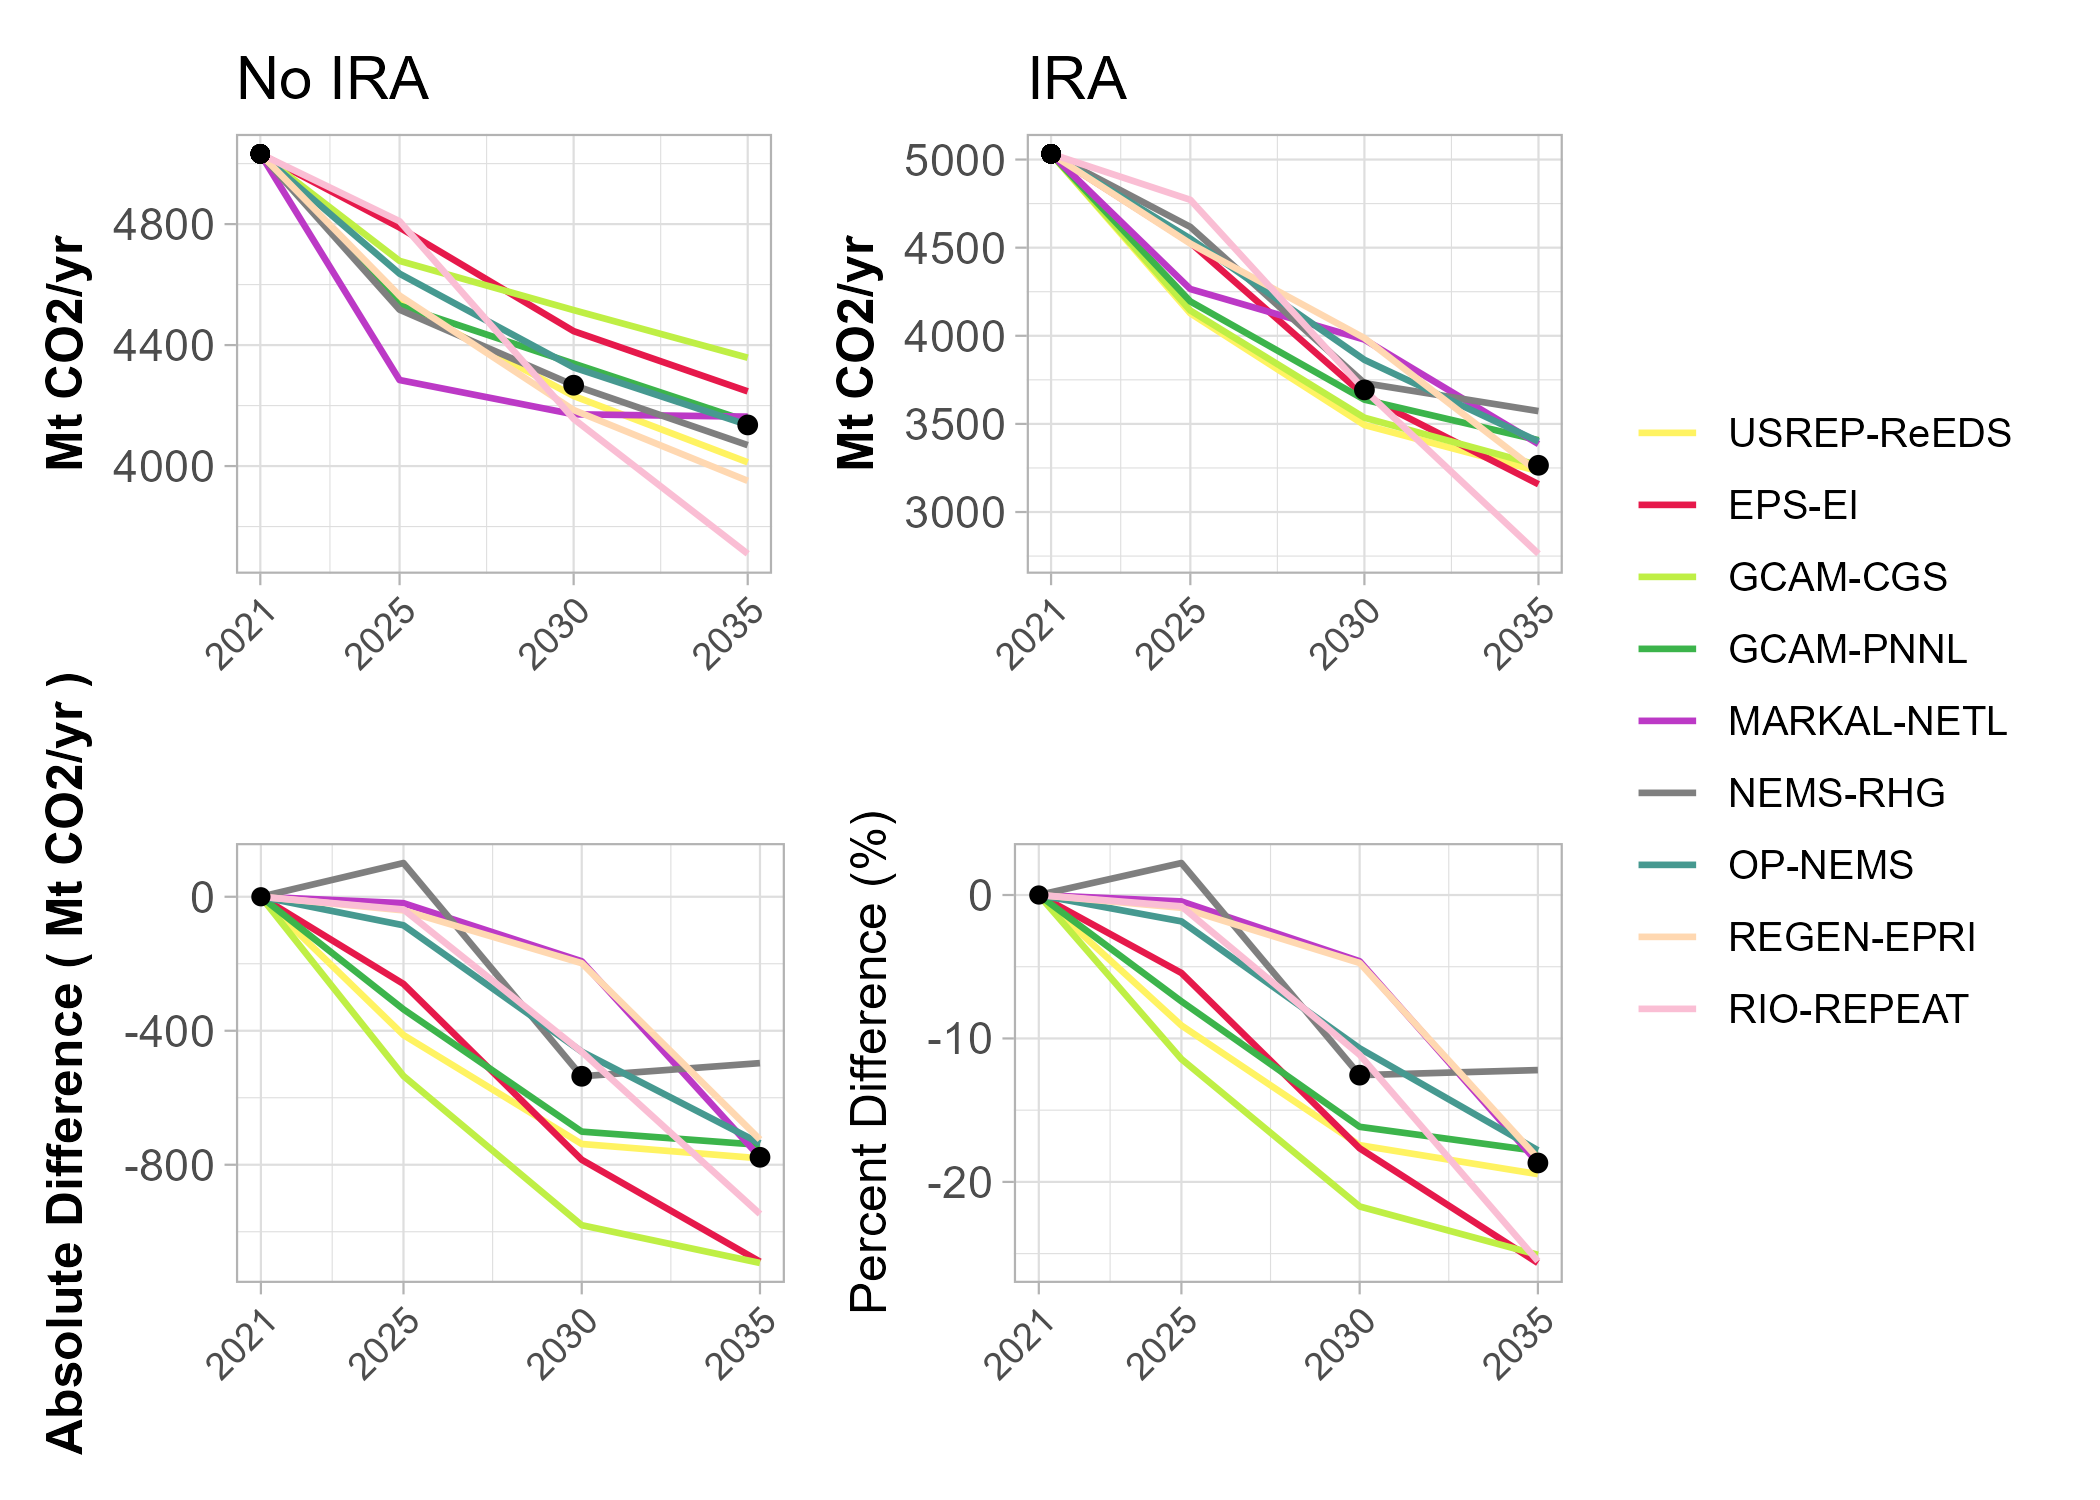 No IRA
IRA
Mt CO2/yr
4800
4400
4000
2021
2025
2030
2035
Mt CO2/yr
5000
4500
4000
3500
3000
2021
2025
2030
2035
Absolute Difference ( Mt CO2/yr )
0
-400
-800
2021
2025
2030
2035
Percent Difference (%)
0
-10
-20
2021
2025
2030
2035
USREP-ReEDS
EPS-EI
GCAM-CGS
GCAM-PNNL
MARKAL-NETL
NEMS-RHG
OP-NEMS
REGEN-EPRI
RIO-REPEAT